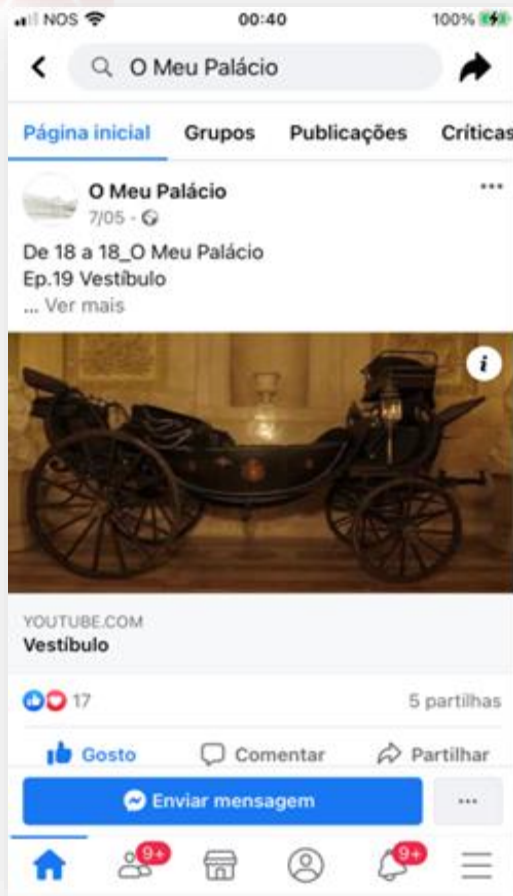 NOS 00:40 100%
O Meu Palácio
Página inicial Grupos Publicações Críticas
O Meu Palácio
7/05 ·
De 18 a 18_O Meu Palácio
Ep.19 Vestíbulo
... Ver mais
i
YOUTUBE.COM
Vestíbulo
17 5 partilhas
Gosto Comentar Partilhar
Enviar mensagem ...
9+ 9+